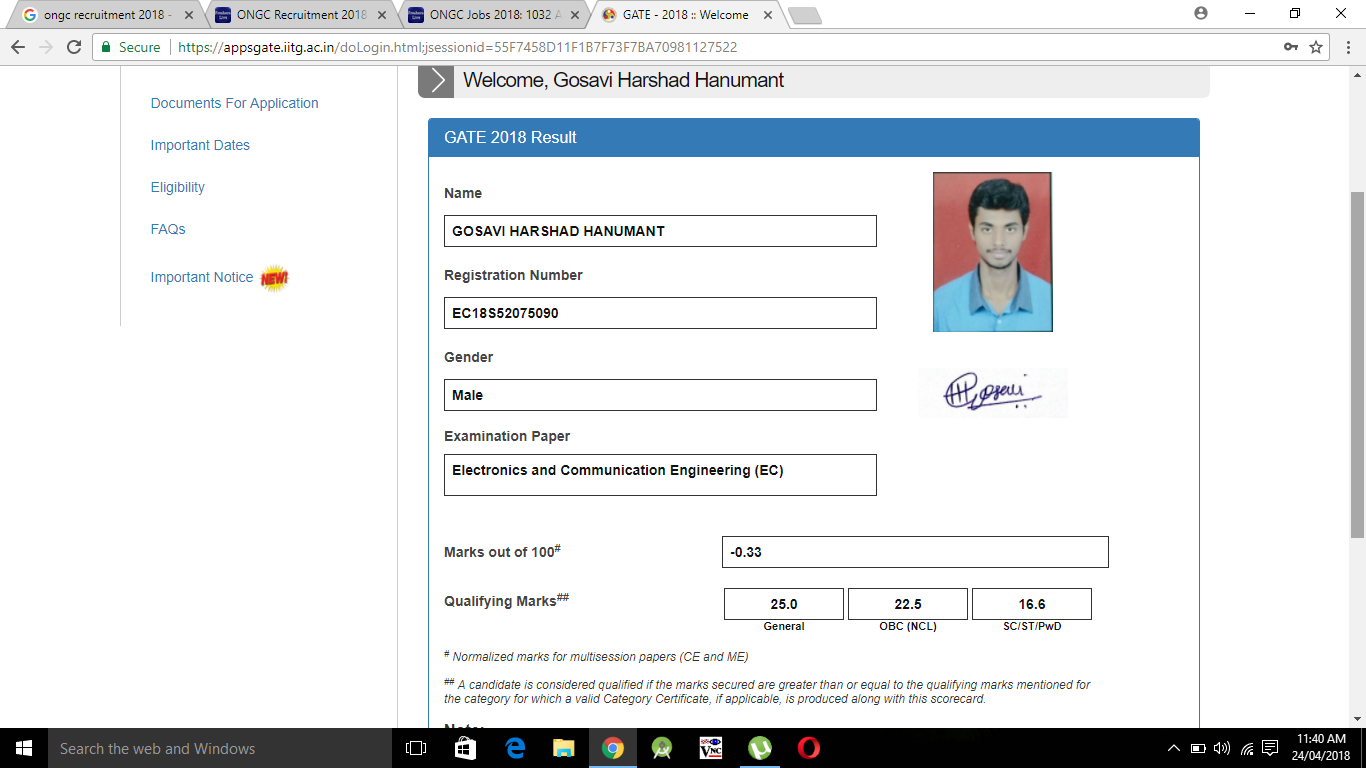 ongc recruitment 2018 -
ONGC Recruitment 2018
ONGC Jobs 2018: 1032 A
GATE - 2018 :: Welcome
Secure
https://appsgate.iitg.ac.in/doLogin.html;jsessionid=55F7458D11F1B7F73F7BA70981127522
Documents For Application
Important Dates
Eligibility
FAQs
Important Notice NEW!
Welcome, Gosavi Harshad Hanumant
GATE 2018 Result
Name
GOSAVI HARSHAD HANUMANT
Registration Number
EC18S52075090
Gender
Male
HGosavi
Examination Paper
Electronics and Communication Engineering (EC)
Marks out of 100#
-0.33
Qualifying Marks##
25.0 22.5 16.6
General OBC (NCL) SC/ST/PwD
# Normalized marks for multisession papers (CE and ME)
## A candidate is considered qualified if the marks secured are greater than or equal to the qualifying marks mentioned for
the category for which a valid Category Certificate, if applicable, is produced along with this scorecard.
Note:
Search the web and Windows
11:40 AM
24/04/2018